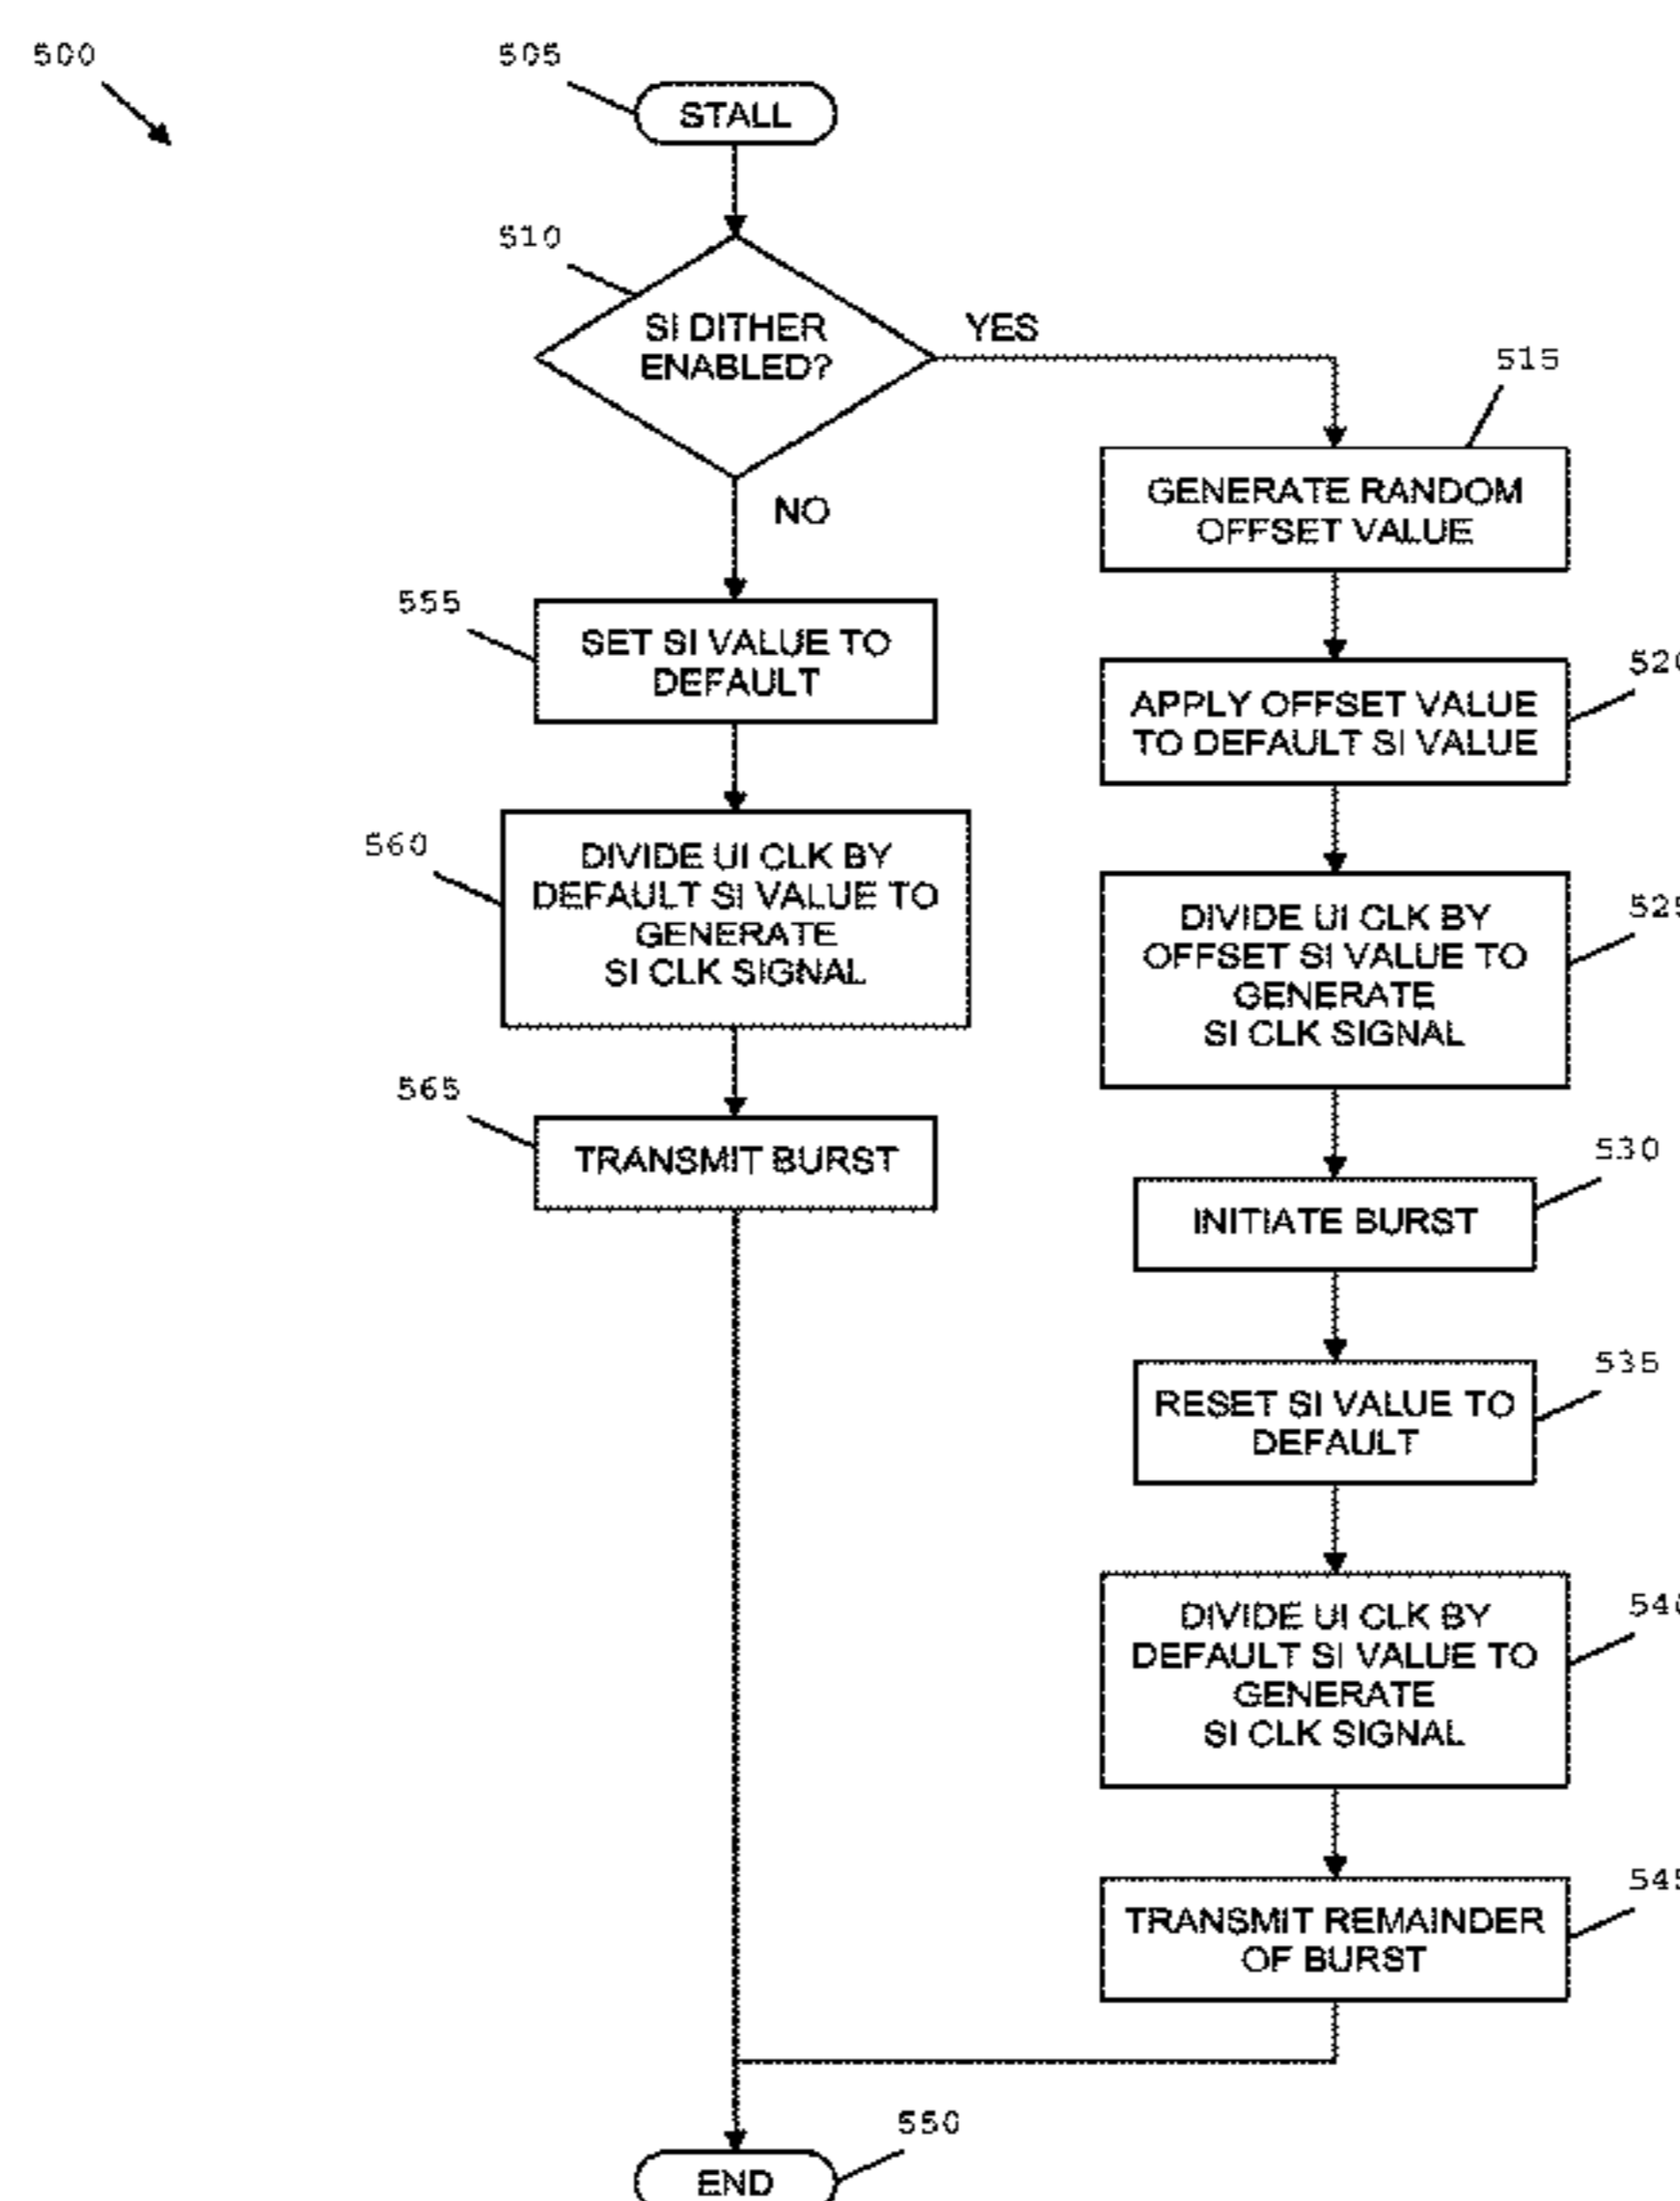 500
505
STALL
510
SI DITHER
ENABLED?
YES
NO
515
GENERATE RANDOM
OFFSET VALUE
555
SET SI VALUE TO
DEFAULT
520
APPLY OFFSET VALUE
TO DEFAULT SI VALUE
560
DIVIDE UI CLK BY
DEFAULT SI VALUE TO
GENERATE
SI CLK SIGNAL
525
DIVIDE UI CLK BY
OFFSET SI VALUE TO
GENERATE
SI CLK SIGNAL
565
TRANSMIT BURST
530
INITIATE BURST
535
RESET SI VALUE TO
DEFAULT
540
DIVIDE UI CLK BY
DEFAULT SI VALUE TO
GENERATE
SI CLK SIGNAL
545
TRANSMIT REMAINDER
OF BURST
550
END